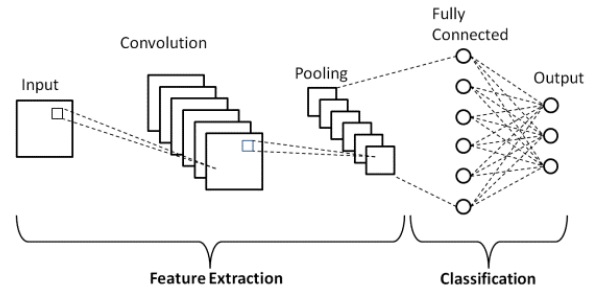 Input
Convolution
Pooling
Fully
Connected
Output
Feature Extraction
Classification